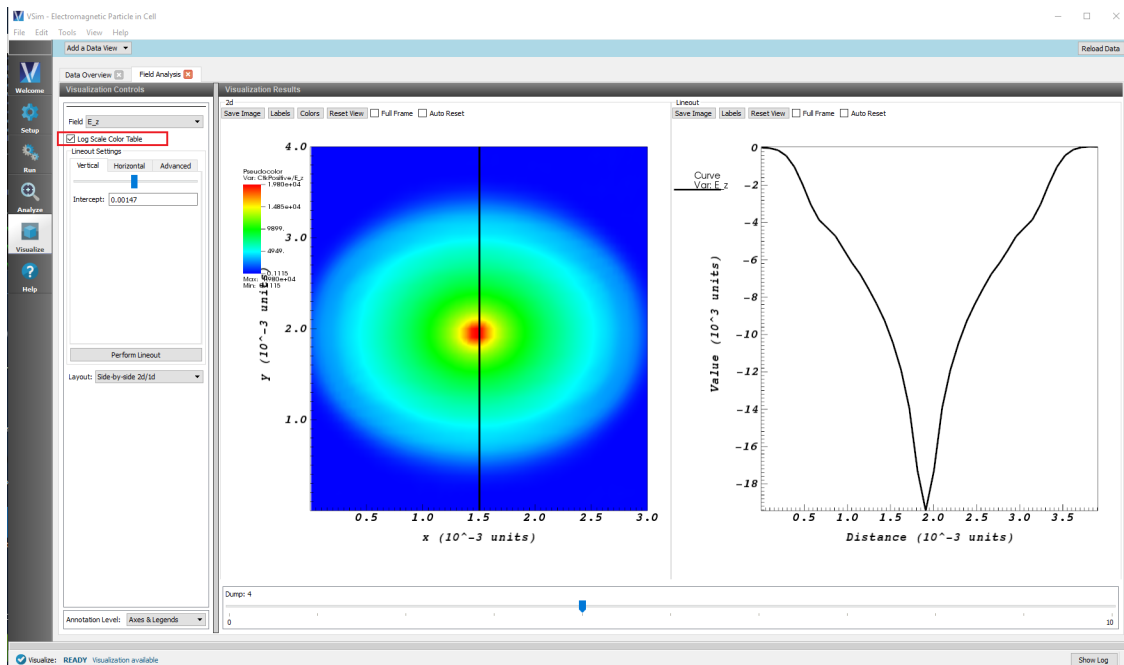 VSim - Electromagnetic Particle in Cell
File Edit Tools View Help
Add a Data View
Reload Data
Data Overview
Field Analysis
Welcome
Setup
Run
Analyze
Visualize
Help
Visualization Controls
Field E_z
Log Scale Color Table
Lineout Settings
Vertical Horizontal Advanced
Intercept: 0.00147
Perform Lineout
Layout: Side-by-side 2d/1d
Annotation Level: Axes & Legends
Visualization Results
2d
Save Image Labels Colors Reset View Full Frame Auto Reset
Pseudocolor
Var: CtkPositive/E_z
1.980e+04
1.485e+04
9899.
4949.
0.1115
Max: 1.980e+04
Min: 0.1115
4.0
3.0
2.0
1.0
y (10^-3 units)
0.5 1.0 1.5 2.0 2.5 3.0
x (10^-3 units)
Lineout
Save Image Labels Reset View Full Frame Auto Reset
Curve
Var: E_z
0
-2
-4
-6
-8
-10
-12
-14
-16
-18
Value (10^3 units)
0.5 1.0 1.5 2.0 2.5 3.0 3.5
Distance (10^-3 units)
Dump: 4
0 10
Visualize: READY Visualization available
Show Log